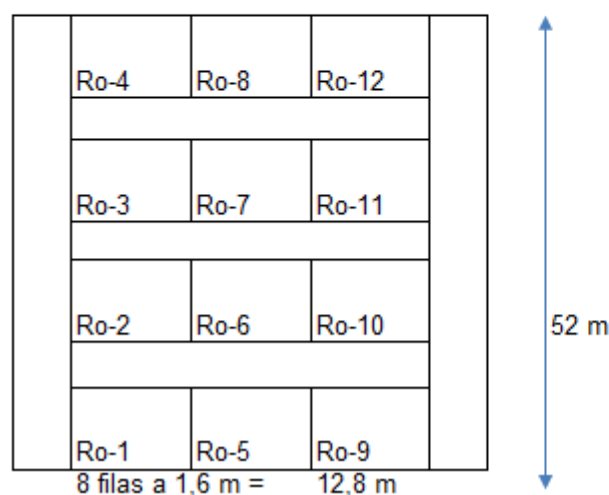 Ro-4 Ro-8 Ro-12
Ro-3 Ro-7 Ro-11
Ro-2 Ro-6 Ro-10
52 m
Ro-1 Ro-5 Ro-9
8 filas a 1,6 m = 12,8 m